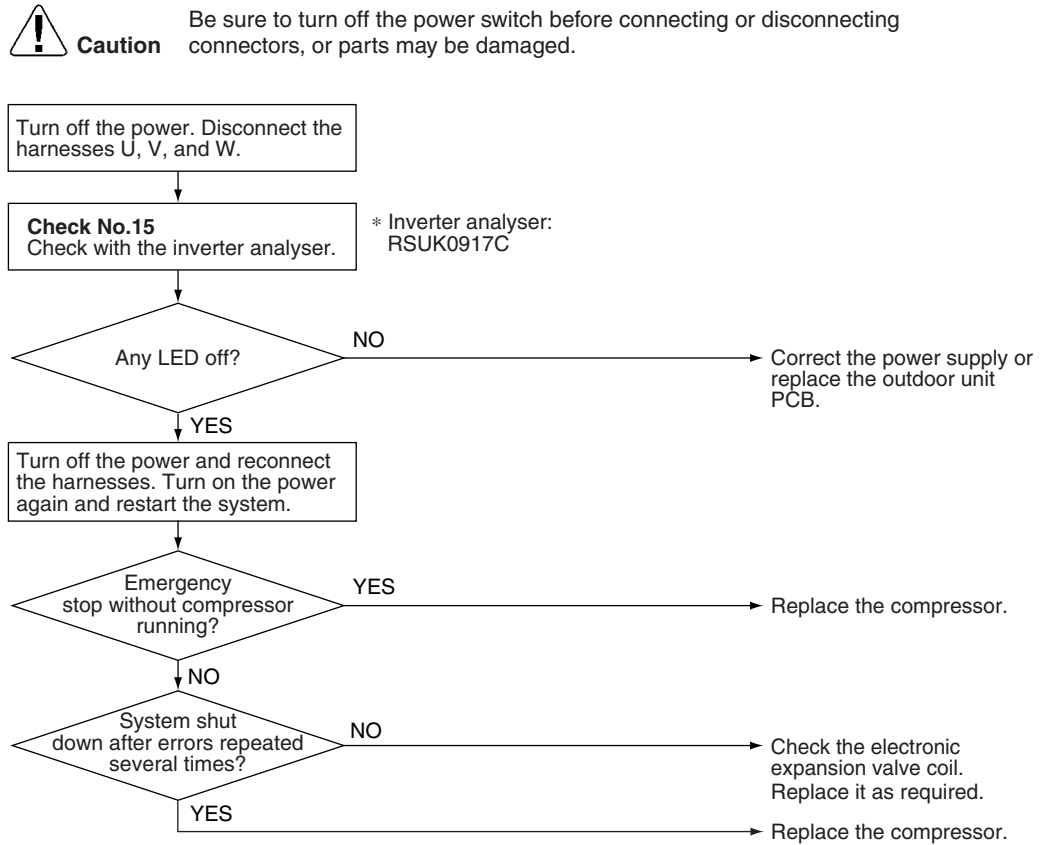 Be sure to turn off the power switch before connecting or disconnecting
Caution connectors, or parts may be damaged.
Turn off the power. Disconnect the
harnesses U, V, and W.
Check No.15
Check with the inverter analyser.
* Inverter analyser:
RSUK0917C
Any LED off?
NO
Correct the power supply or
replace the outdoor unit
PCB.
YES
Turn off the power and reconnect
the harnesses. Turn on the power
again and restart the system.
Emergency
stop without compressor
running?
YES
Replace the compressor.
NO
System shut
down after errors repeated
several times?
NO
Check the electronic
expansion valve coil.
Replace it as required.
YES
Replace the compressor.